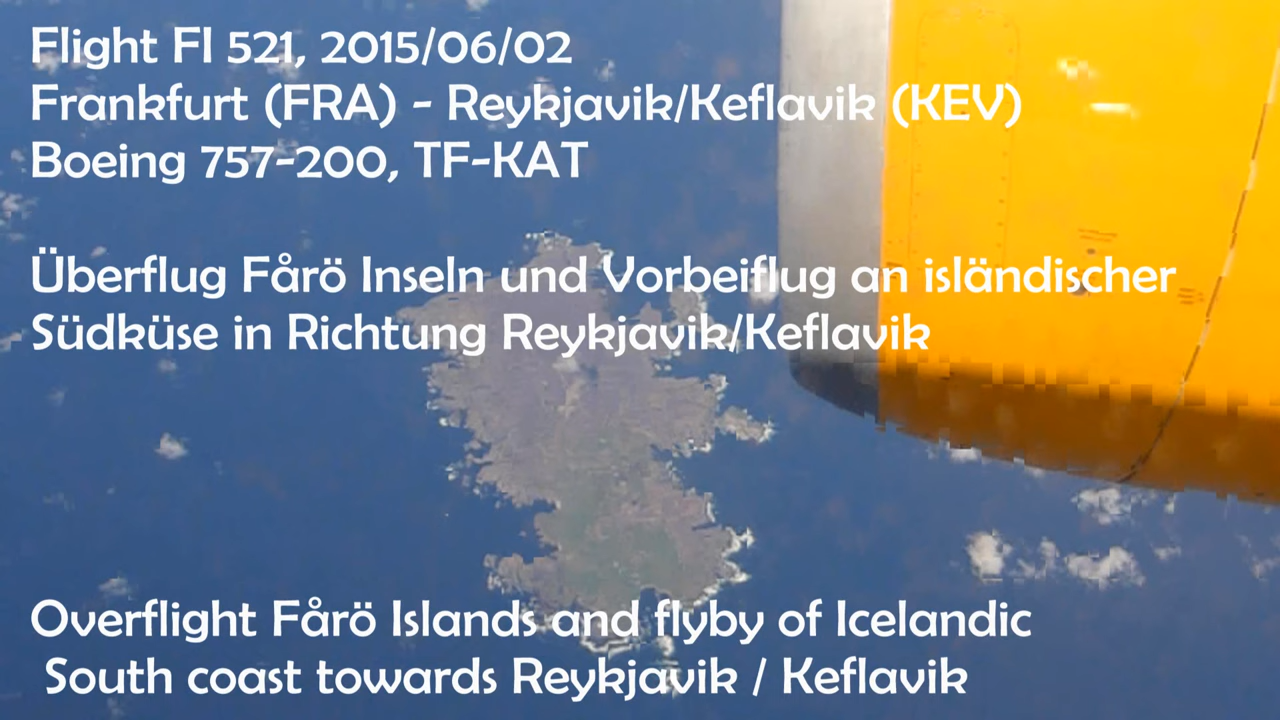 Flight FI 521, 2015/06/02
Frankfurt (FRA) - Reykjavik/Keflavik (KEV)
Boeing 757-200, TF-KAT
Überflug Fårö Inseln und Vorbeiflug an isländischer
Südküse in Richtung Reykjavik/Keflavik
Overflight Fårö Islands and flyby of Icelandic
South coast towards Reykjavik / Keflavik